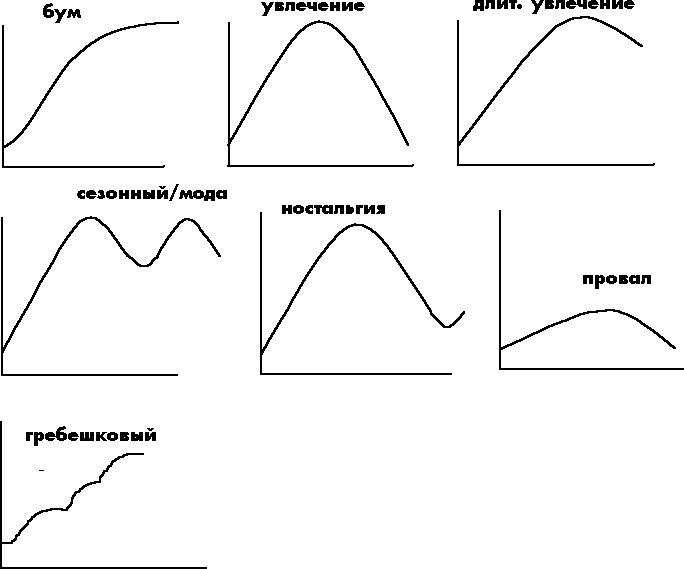 бум
увлечение
длит. увлечение
сезонный/мода
ностальгия
провал
гребешковый